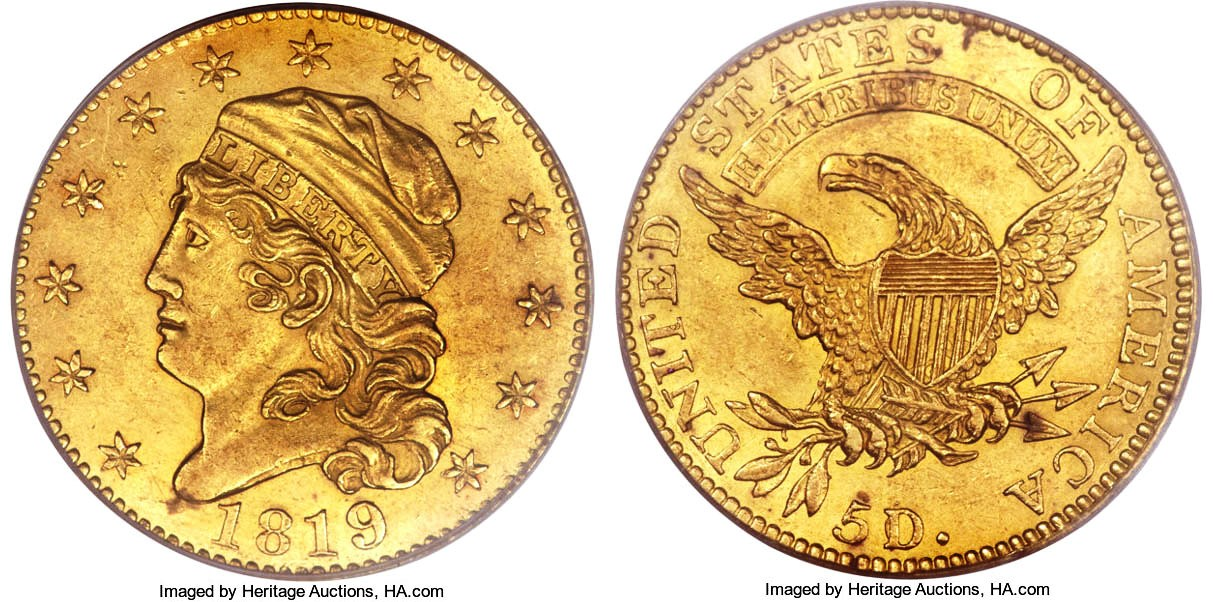 LIBERTY
1819
UNITED STATES OF AMERICA
E PLURIBUS UNUM
5 D.
Imaged by Heritage Auctions, HA.com
Imaged by Heritage Auctions, HA.com